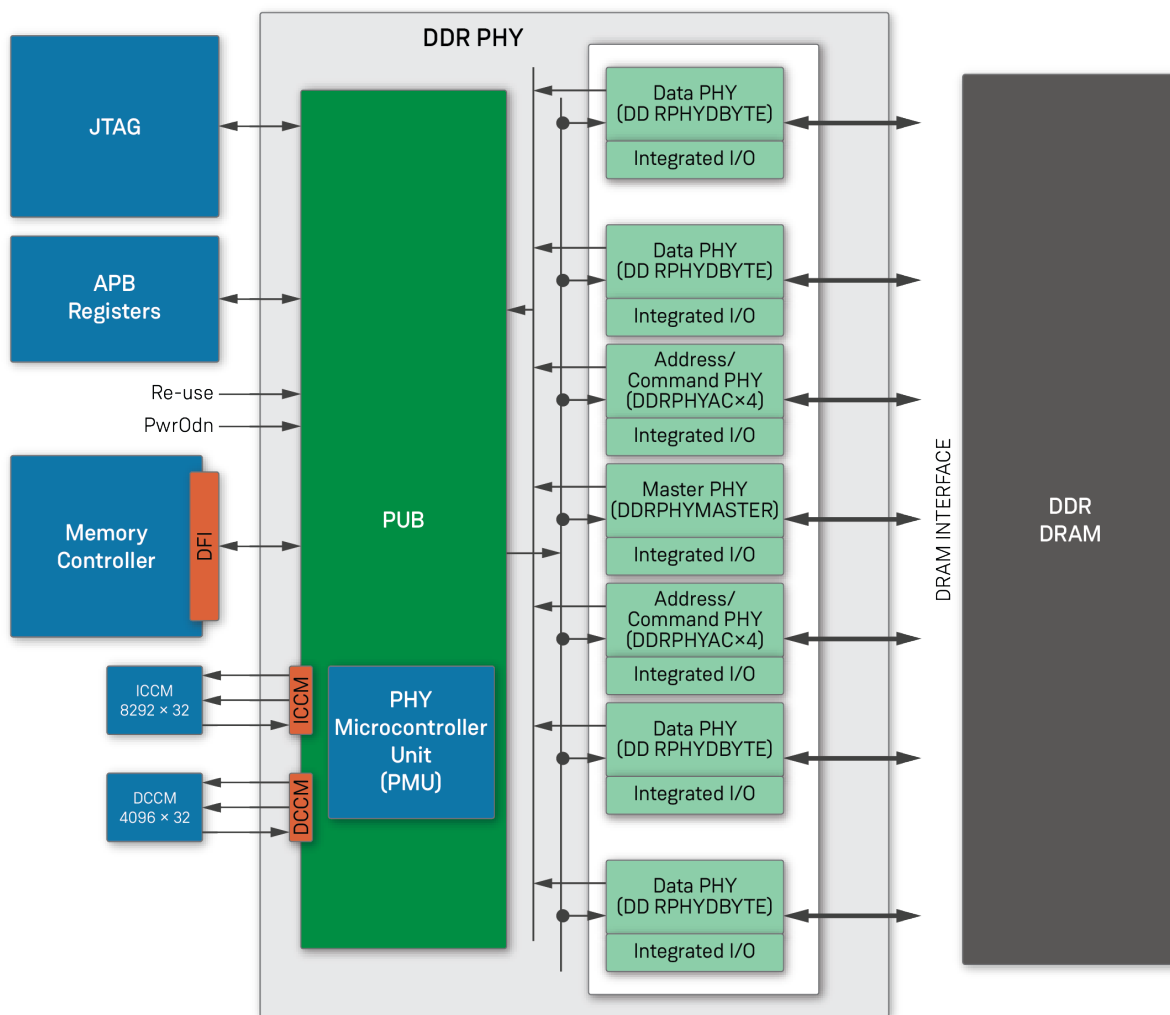 DDR PHY
JTAG
APB
Registers
Re-use
PwrOdn
Memory
Controller
DFI
ICCM
8292 × 32
ICCM
DCCM
4096 × 32
DCCM
PUB
PHY
Microcontroller
Unit
(PMU)
Data PHY
(DD RPHYDBYTE)
Integrated I/O
Data PHY
(DD RPHYDBYTE)
Integrated I/O
Address/
Command PHY
(DDRPHYAC×4)
Integrated I/O
Master PHY
(DDRPHYMASTER)
Integrated I/O
Address/
Command PHY
(DDRPHYAC×4)
Integrated I/O
Data PHY
(DD RPHYDBYTE)
Integrated I/O
Data PHY
(DD RPHYDBYTE)
Integrated I/O
DRAM INTERFACE
DDR
DRAM